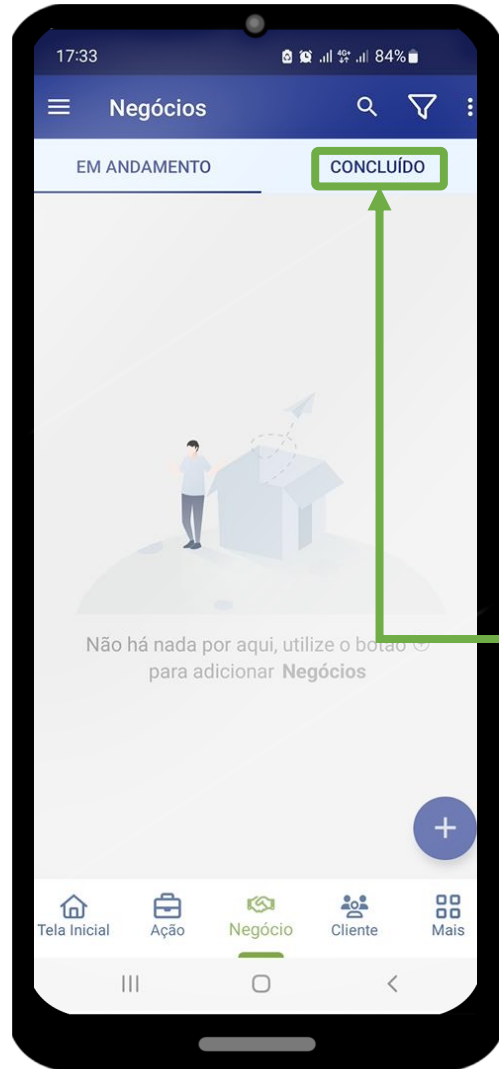 17:33 4G+ 84%
Negócios
EM ANDAMENTO CONCLUÍDO
Não há nada por aqui, utilize o botão
para adicionar Negócios
Tela Inicial Ação Negócio Cliente Mais